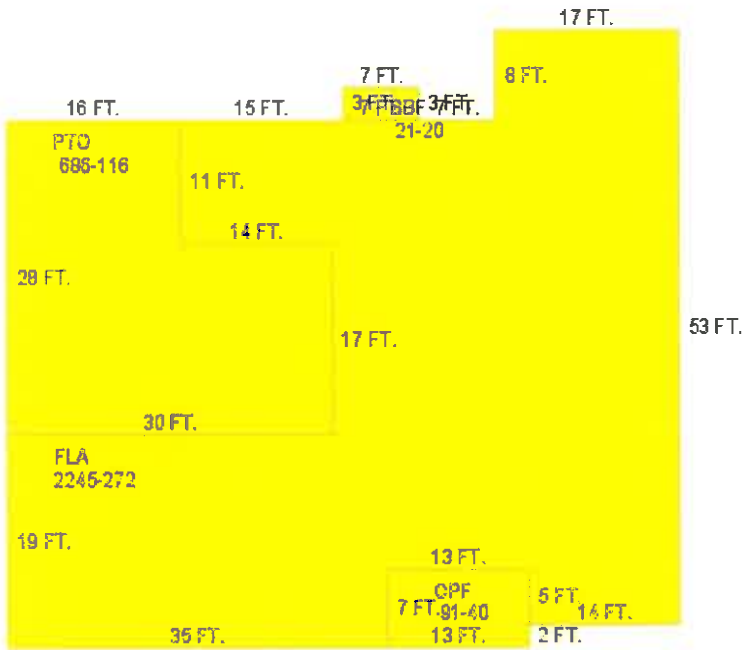 17 FT.
7 FT.
8 FT.
16 FT.
15 FT.
3 FT.
3 FT.
7 FT.
21-20
PTO
686-116
11 FT.
14 FT.
28 FT.
17 FT.
53 FT.
30 FT.
FLA
2245-272
19 FT.
13 FT.
OPF
91-40
7 FT.
5 FT.
14 FT.
35 FT.
13 FT.
2 FT.